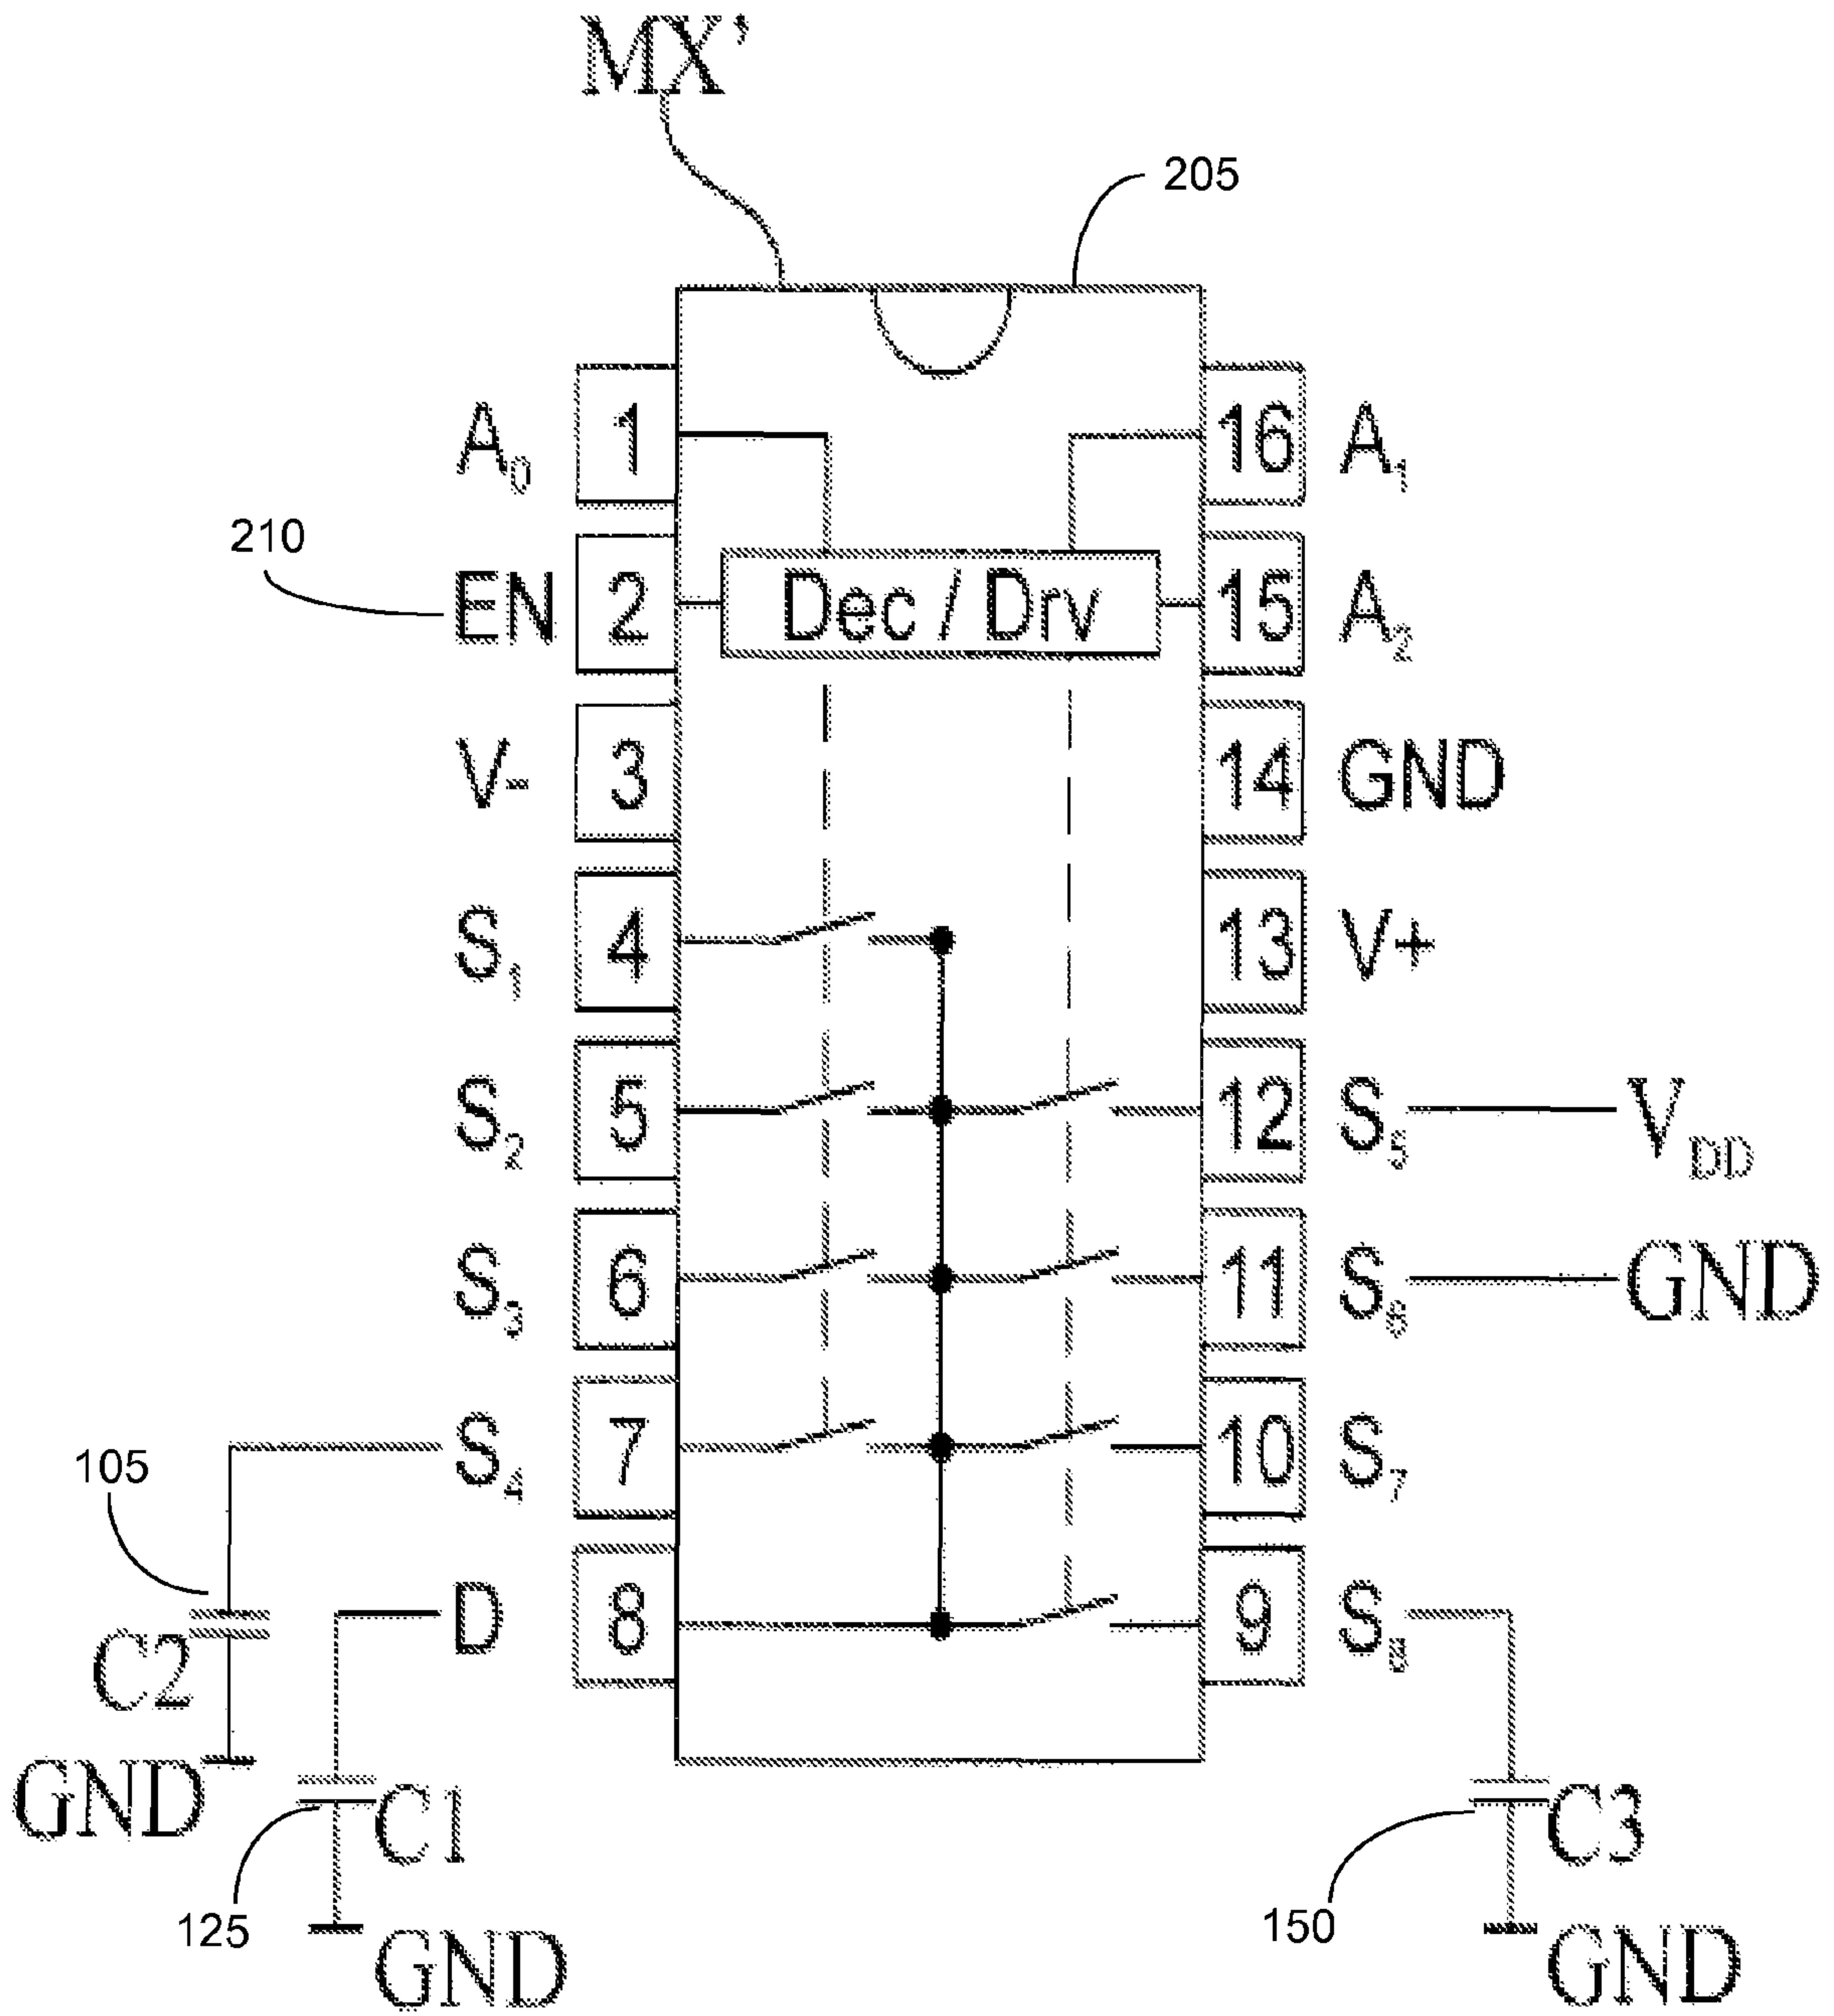 MX'
205
A0 1 16 A1
210
EN 2 Dec / Drv 15 A2
V- 3 14 GND
S1 4 13 V+
S2 5 12 S5 VDD
S3 6 11 S6 GND
S4 7 10 S7
105
D 8 9 S8
C2
GND
C1
C3
125
150
GND
GND